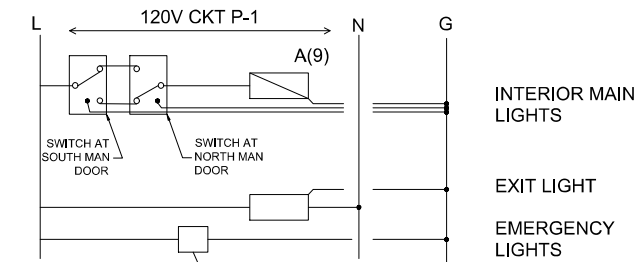 L
120V CKT P-1
N
G
A(9)
INTERIOR MAIN
LIGHTS
SWITCH AT
SOUTH MAN
DOOR
SWITCH AT
NORTH MAN
DOOR
EXIT LIGHT
EMERGENCY
LIGHTS